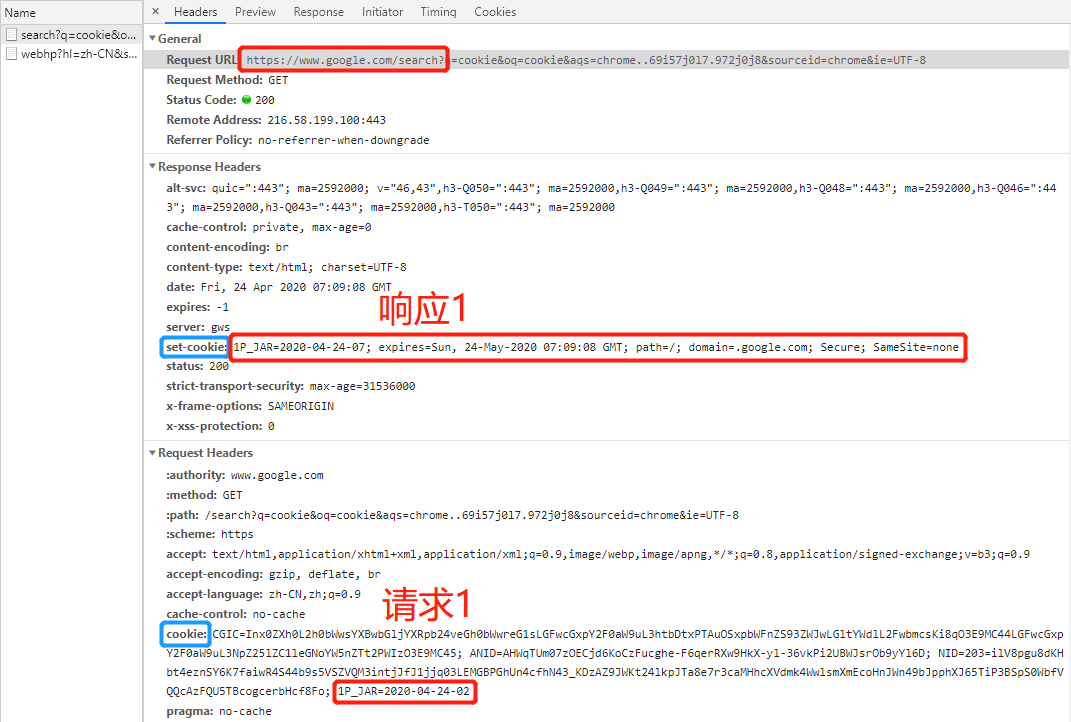 Name
× Headers Preview Response Initiator Timing Cookies
search?q=cookie&o...
webhp?hl=zh-CN&s...
General
Request URL: https://www.google.com/search?q=cookie&oq=cookie&aqs=chrome..69i57j0l7.972j0j8&sourceid=chrome&ie=UTF-8
Request Method: GET
Status Code: 200
Remote Address: 216.58.199.100:443
Referrer Policy: no-referrer-when-downgrade
Response Headers
alt-svc: quic=":443"; ma=2592000; v="46,43",h3-Q050=":443"; ma=2592000,h3-Q049=":443"; ma=2592000,h3-Q048=":443"; ma=2592000,h3-Q046=":44
3"; ma=2592000,h3-Q043=":443"; ma=2592000,h3-T050=":443"; ma=2592000
cache-control: private, max-age=0
content-encoding: br
content-type: text/html; charset=UTF-8
date: Fri, 24 Apr 2020 07:09:08 GMT
expires: -1
响应1
server: gws
set-cookie: 1P_JAR=2020-04-24-07; expires=Sun, 24-May-2020 07:09:08 GMT; path=/; domain=.google.com; Secure; SameSite=none
status: 200
strict-transport-security: max-age=31536000
x-frame-options: SAMEORIGIN
x-xss-protection: 0
Request Headers
:authority: www.google.com
:method: GET
:path: /search?q=cookie&oq=cookie&aqs=chrome..69i57j0l7.972j0j8&sourceid=chrome&ie=UTF-8
:scheme: https
accept: text/html,application/xhtml+xml,application/xml;q=0.9,image/webp,image/apng,*/*;q=0.8,application/signed-exchange;v=b3;q=0.9
accept-encoding: gzip, deflate, br
accept-language: zh-CN,zh;q=0.9
请求1
cache-control: no-cache
cookie: CGIC=Inx0ZXh0L2h0bWwsYXBwbGljYXRpb24veGh0bWwreG1sLGFwcGxpY2F0aW9uL3htbDtxPTAuOSxpbWFnZS93ZWJwLGltYWdlL2FwbmcsKi8qO3E9MC44LGFwcGxp
Y2F0aW9uL3NpZ25lZC1leGNoYW5nZTt2PWIzO3E9MC45; ANID=AHWqTUm07zOECjd6KoCzFucghe-F6qerRXw9HkX-yl-36vkPi2UBWJsrOb9yYl6D; NID=203=ilV8pgu8dKH
bt4eznSY6K7faiwR4S44b9s5VSZVQM3intjJfJ1jjq03LEMGBPGhUn4cfhN43_KDzAZ9JWKt24lkpJTa8e7r3caMHhcXVdmk4WwlsmXmEcoHnJWn49bJpphXJ65TiP3BSpS0WbfV
VQQcAzFQU5TBcogcerbHcf8Fo; 1P_JAR=2020-04-24-02
pragma: no-cache